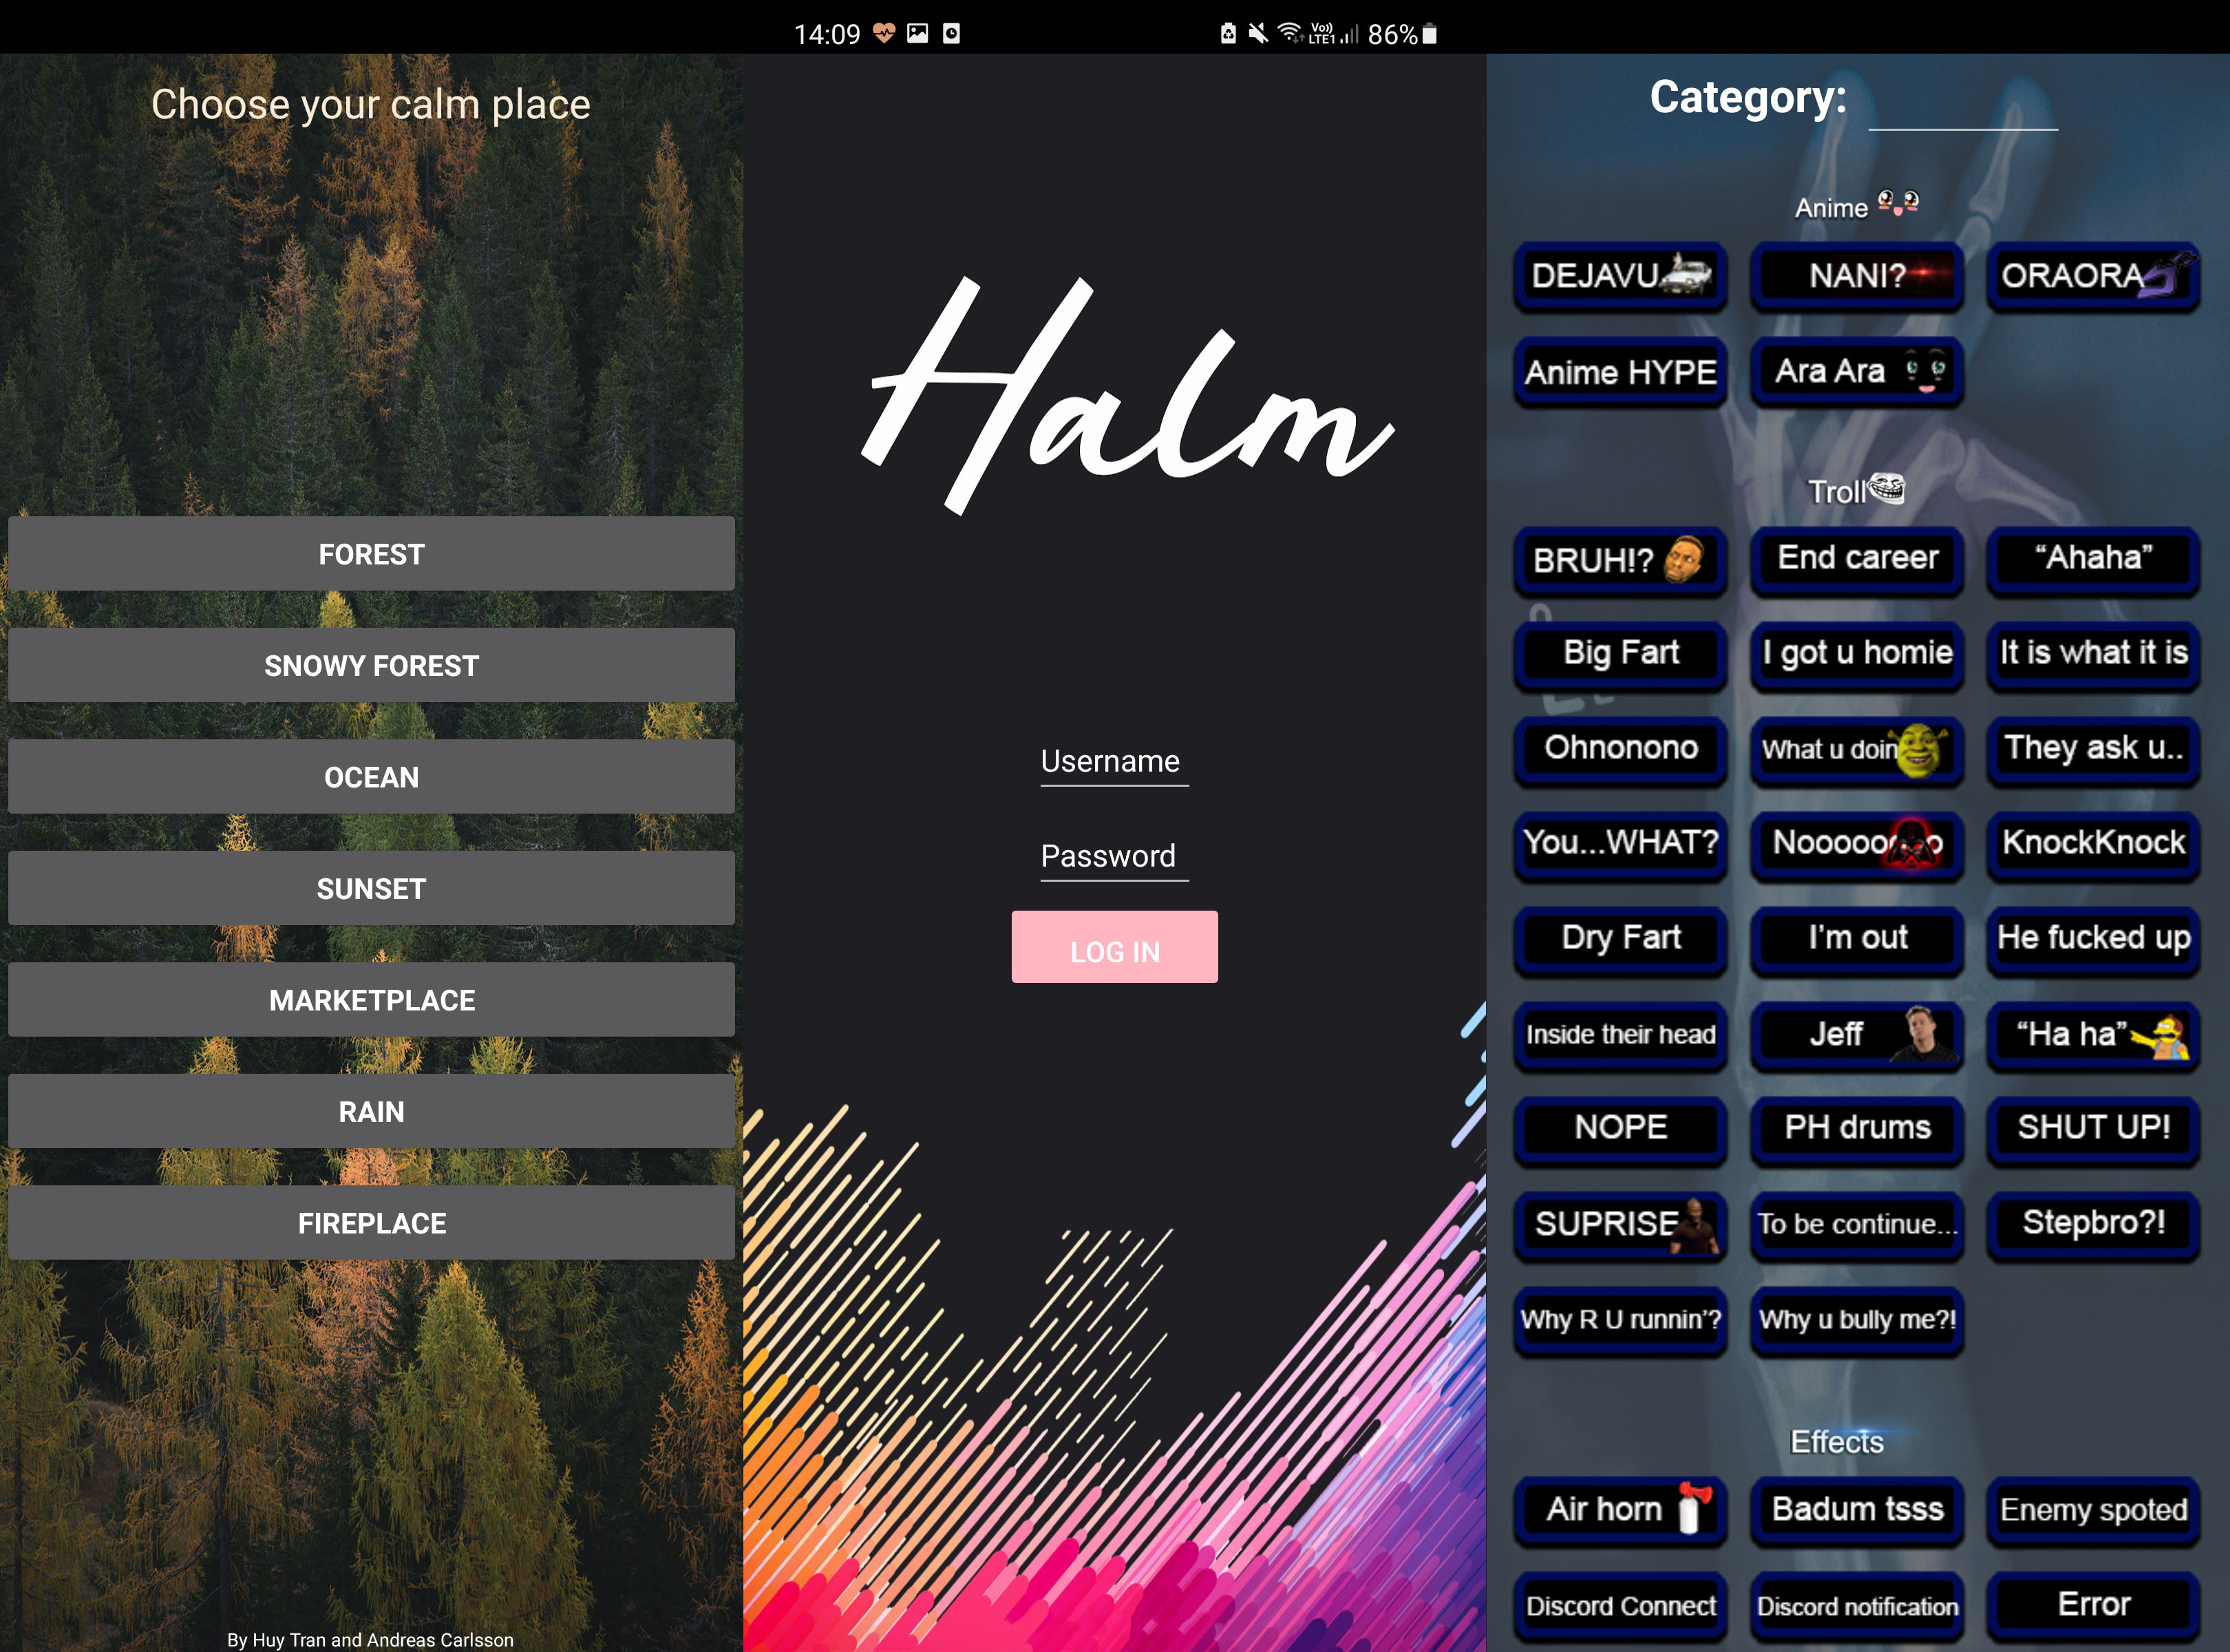 Choose your calm place
FOREST
SNOWY FOREST
OCEAN
SUNSET
MARKETPLACE
RAIN
FIREPLACE
By Huy Tran and Andreas Carlsson
14:09
Vo))
LTE1
86%
Halm
Username
Password
LOG IN
Category:
Anime
DEJAVU NANI? ORAORA
Anime HYPE Ara Ara
Troll
BRUH!? End career “Ahaha”
Big Fart I got u homie It is what it is
Ohnonono What u doin They ask u..
You...WHAT? KnockKnock
Dry Fart I'm out He fucked up
Inside their head Jeff “Ha ha”
NOPE PH drums SHUT UP!
SUPRISE To be continue... Stepbro?!
Why R U runnin’? Why u bully me?!
Effects
Air horn Badum tsss Enemy spoted
Discord Connect Discord notification Error